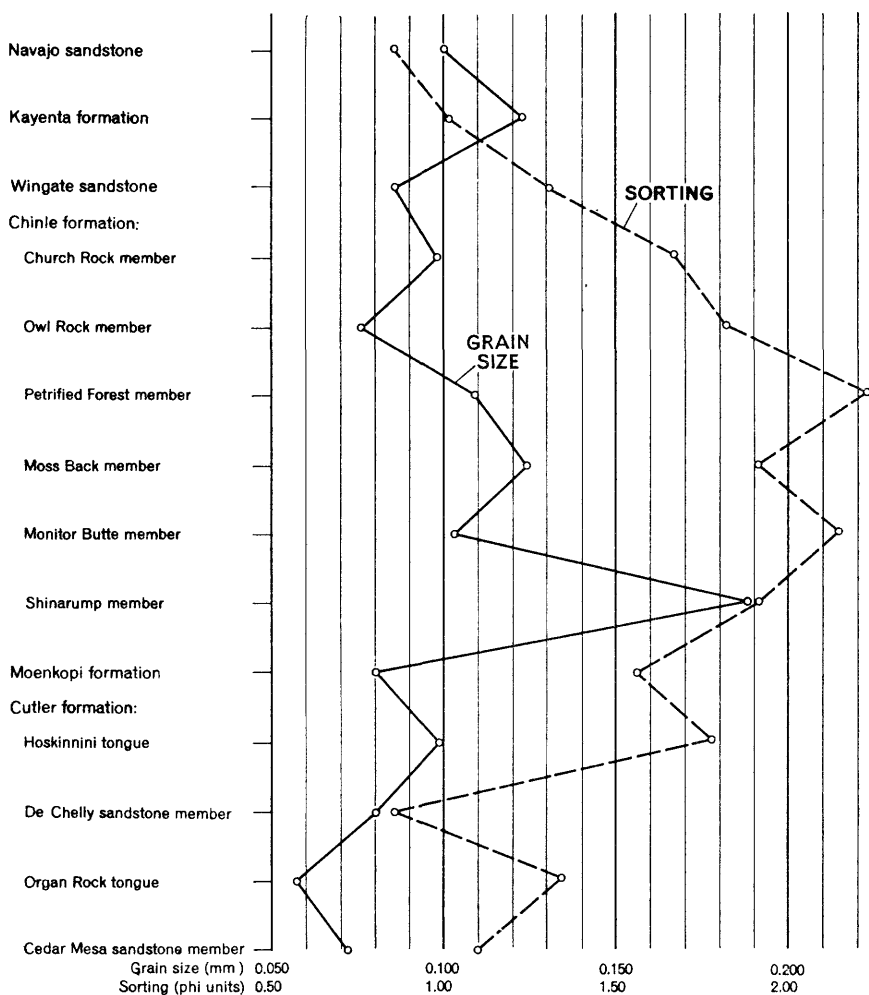 Navajo sandstone
Kayenta formation
Wingate sandstone
SORTING
Chinle formation:
Church Rock member
Owl Rock member
GRAIN
SIZE
Petrified Forest member
Moss Back member
Monitor Butte member
Shinarump member
Moenkopi formation
Cutler formation:
Hoskinnini tongue
De Chelly sandstone member
Organ Rock tongue
Cedar Mesa sandstone member
Grain size (mm) 0.050 0.100 0.150 0.200
Sorting (phi units) 0.50 1.00 1.50 2.00